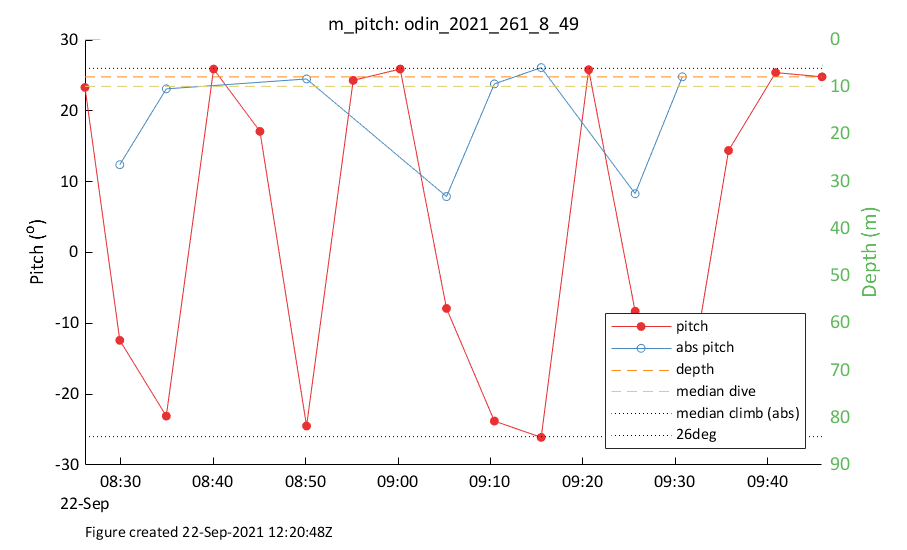 m_pitch: odin_2021_261_8_49
30
20
10
0
-10
-20
-30
Pitch (º)
0
10
20
30
40
50
60
70
80
90
Depth (m)
pitch
abs pitch
depth
median dive
median climb (abs)
26deg
08:30 08:40 08:50 09:00 09:10 09:20 09:30 09:40
22-Sep
Figure created 22-Sep-2021 12:20:48Z